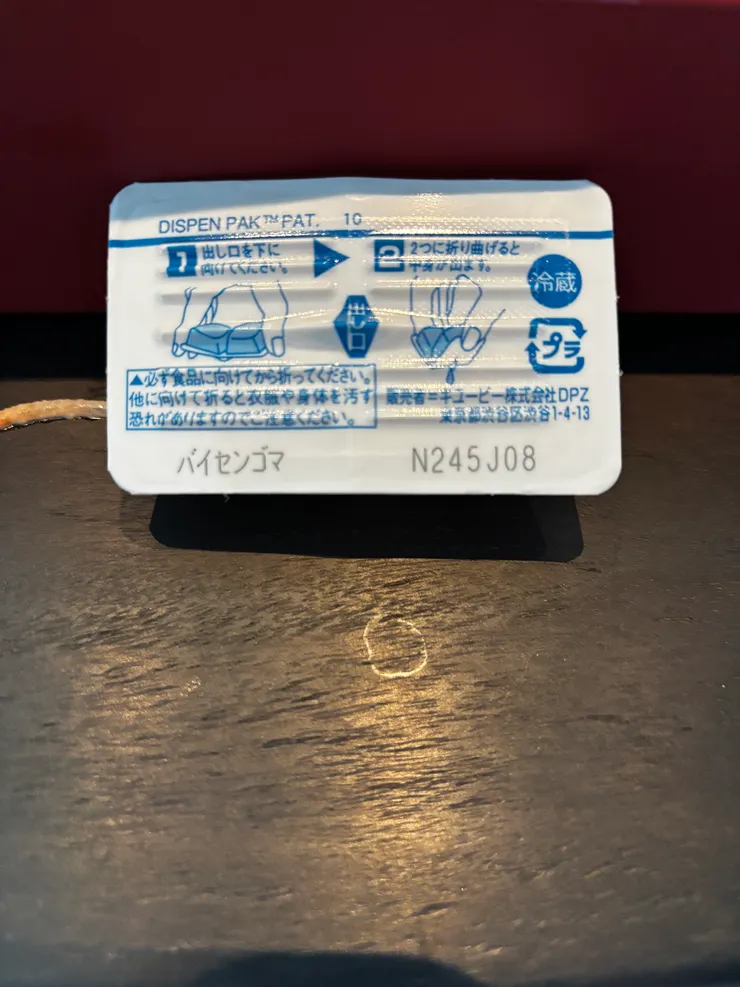 DISPEN PAK™PAT. 10
1 出し口を下に
向けてください。
2 2つに折り曲げると
中身が出ます。
冷蔵
出し口
プラ
▲必ず食品に向けてから折ってください。
他に向けて折ると衣服や身体を汚す
恐れがありますのでご注意ください。
販売者=キユーピー株式会社DPZ
東京都渋谷区渋谷1-4-13
バイセンゴマ
N245J08